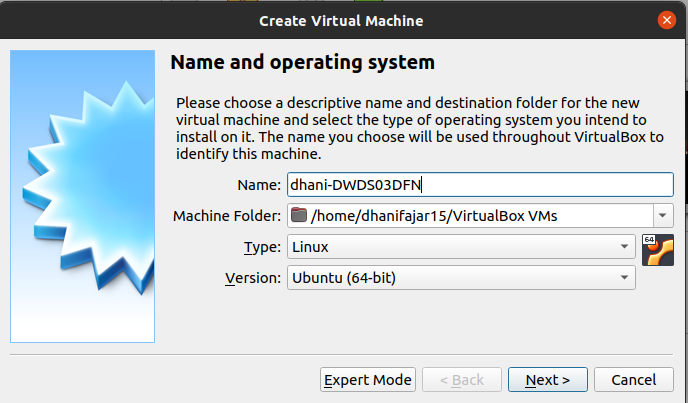 Create Virtual Machine
Name and operating system
Please choose a descriptive name and destination folder for the new
virtual machine and select the type of operating system you intend to
install on it. The name you choose will be used throughout VirtualBox to
identify this machine.
Name: dhani-DWDS03DFN
Machine Folder: /home/dhanifajar15/VirtualBox VMs
Type: Linux
64
Version: Ubuntu (64-bit)
Expert Mode < Back Next > Cancel